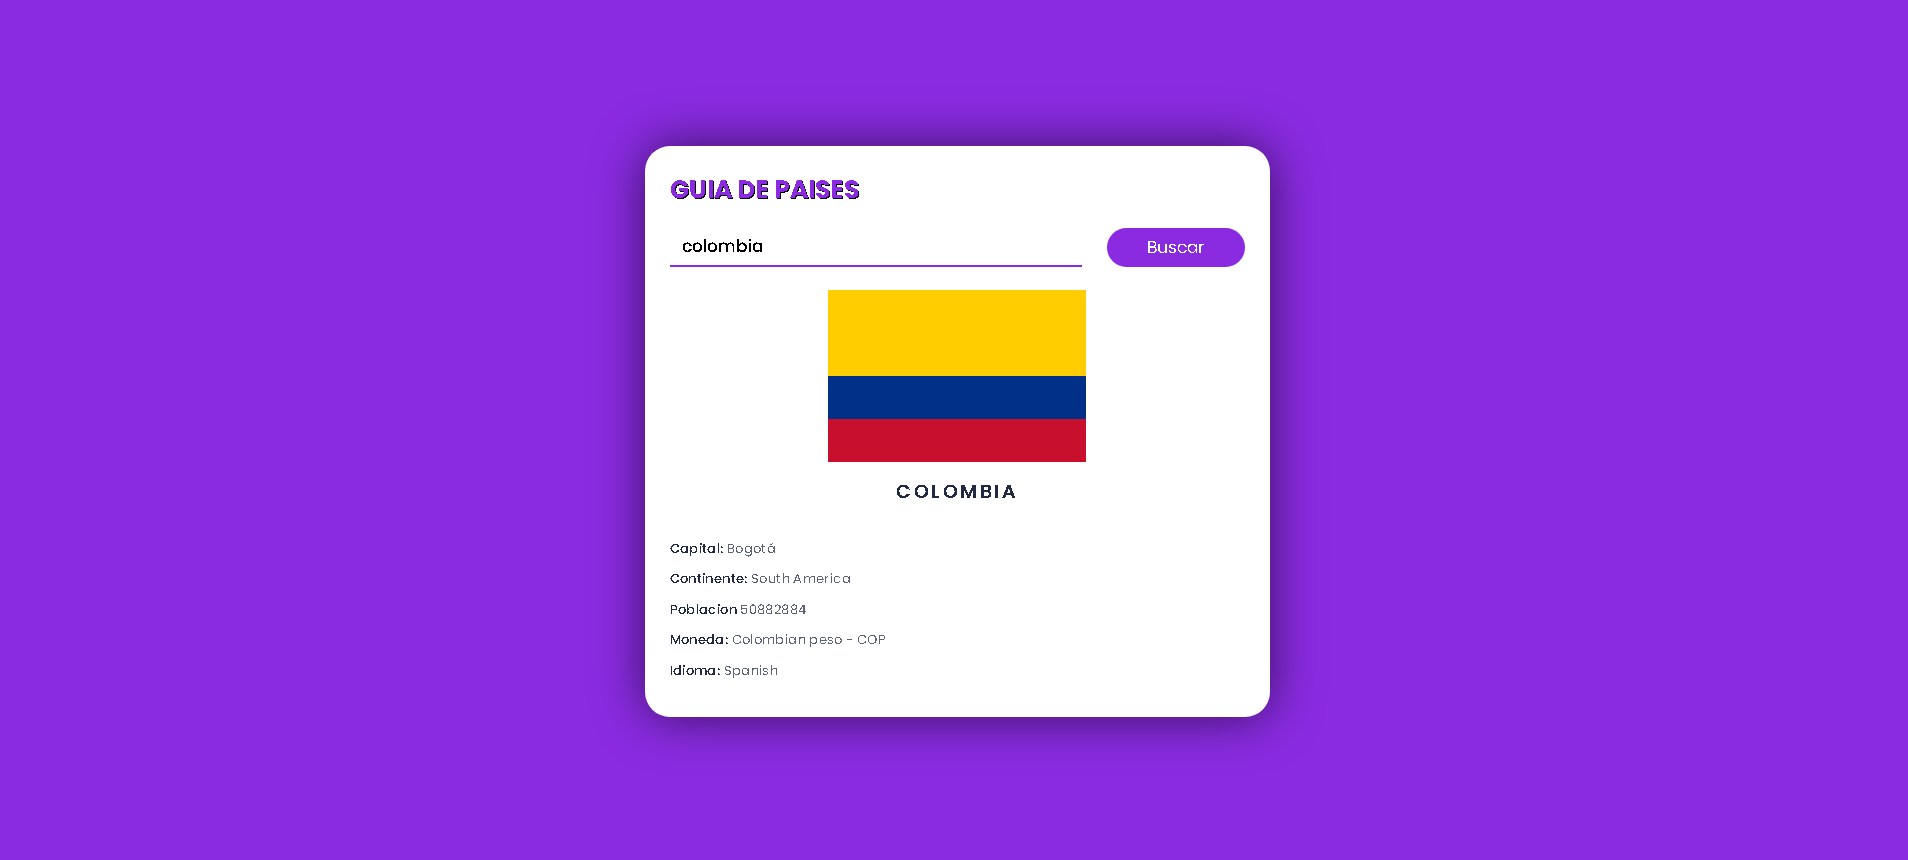 GUIA DE PAISES
colombia
Buscar
COLOMBIA
Capital: Bogotá
Continente: South America
Poblacion 50882884
Moneda: Colombian peso - COP
Idioma: Spanish